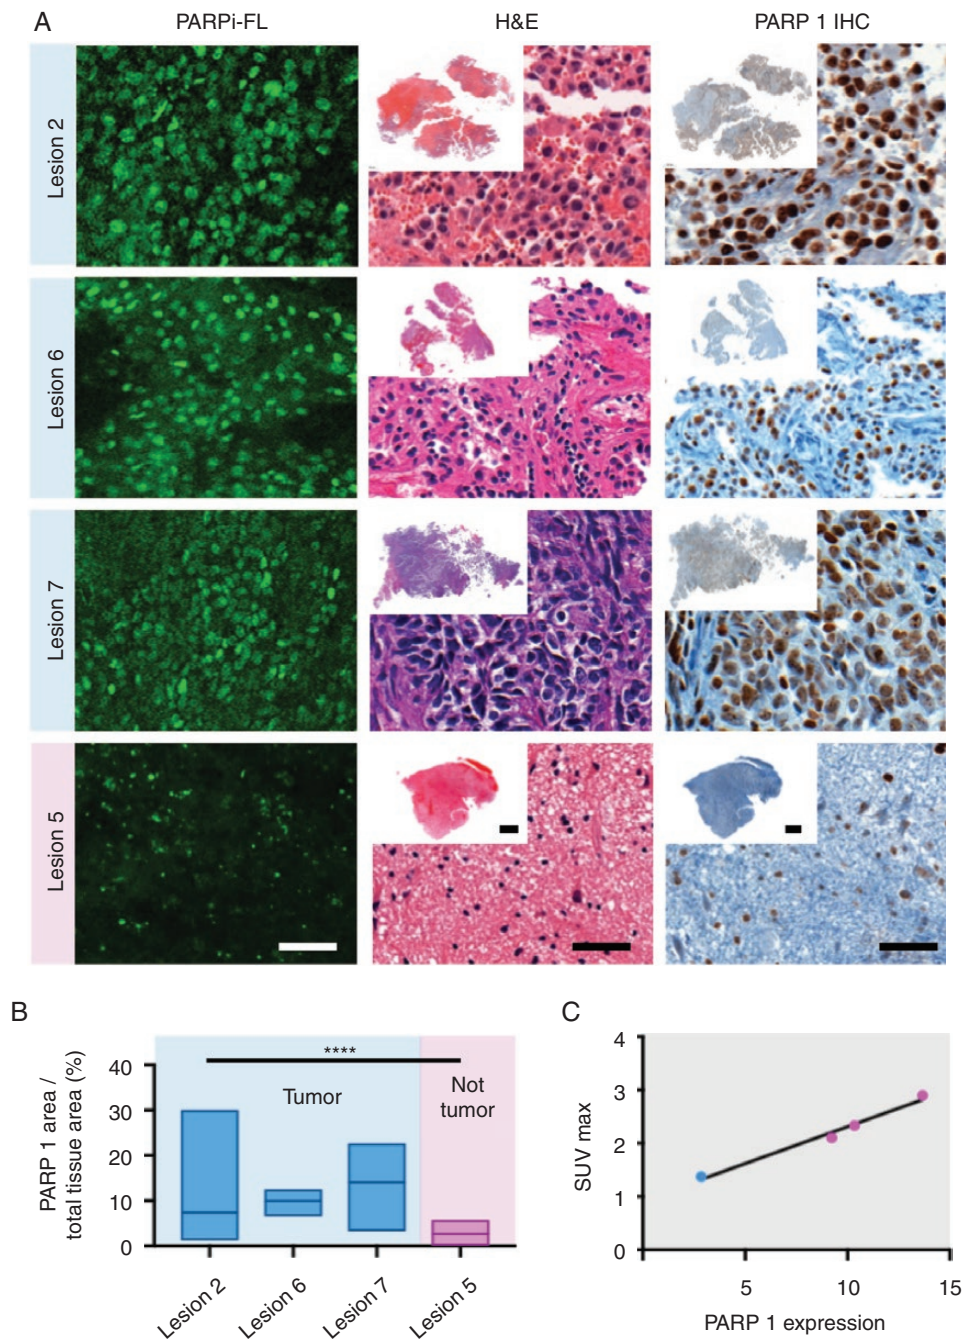 A
PARPi-FL
H&E
PARP 1 IHC
Lesion 2
Lesion 6
Lesion 7
Lesion 5
B
PARP 1 area /
total tissue area (%)
40
30
20
10
0
****
Tumor
Not
tumor
Lesion 2
Lesion 6
Lesion 7
Lesion 5
C
SUV max
4
3
2
1
0
5
10
15
PARP 1 expression